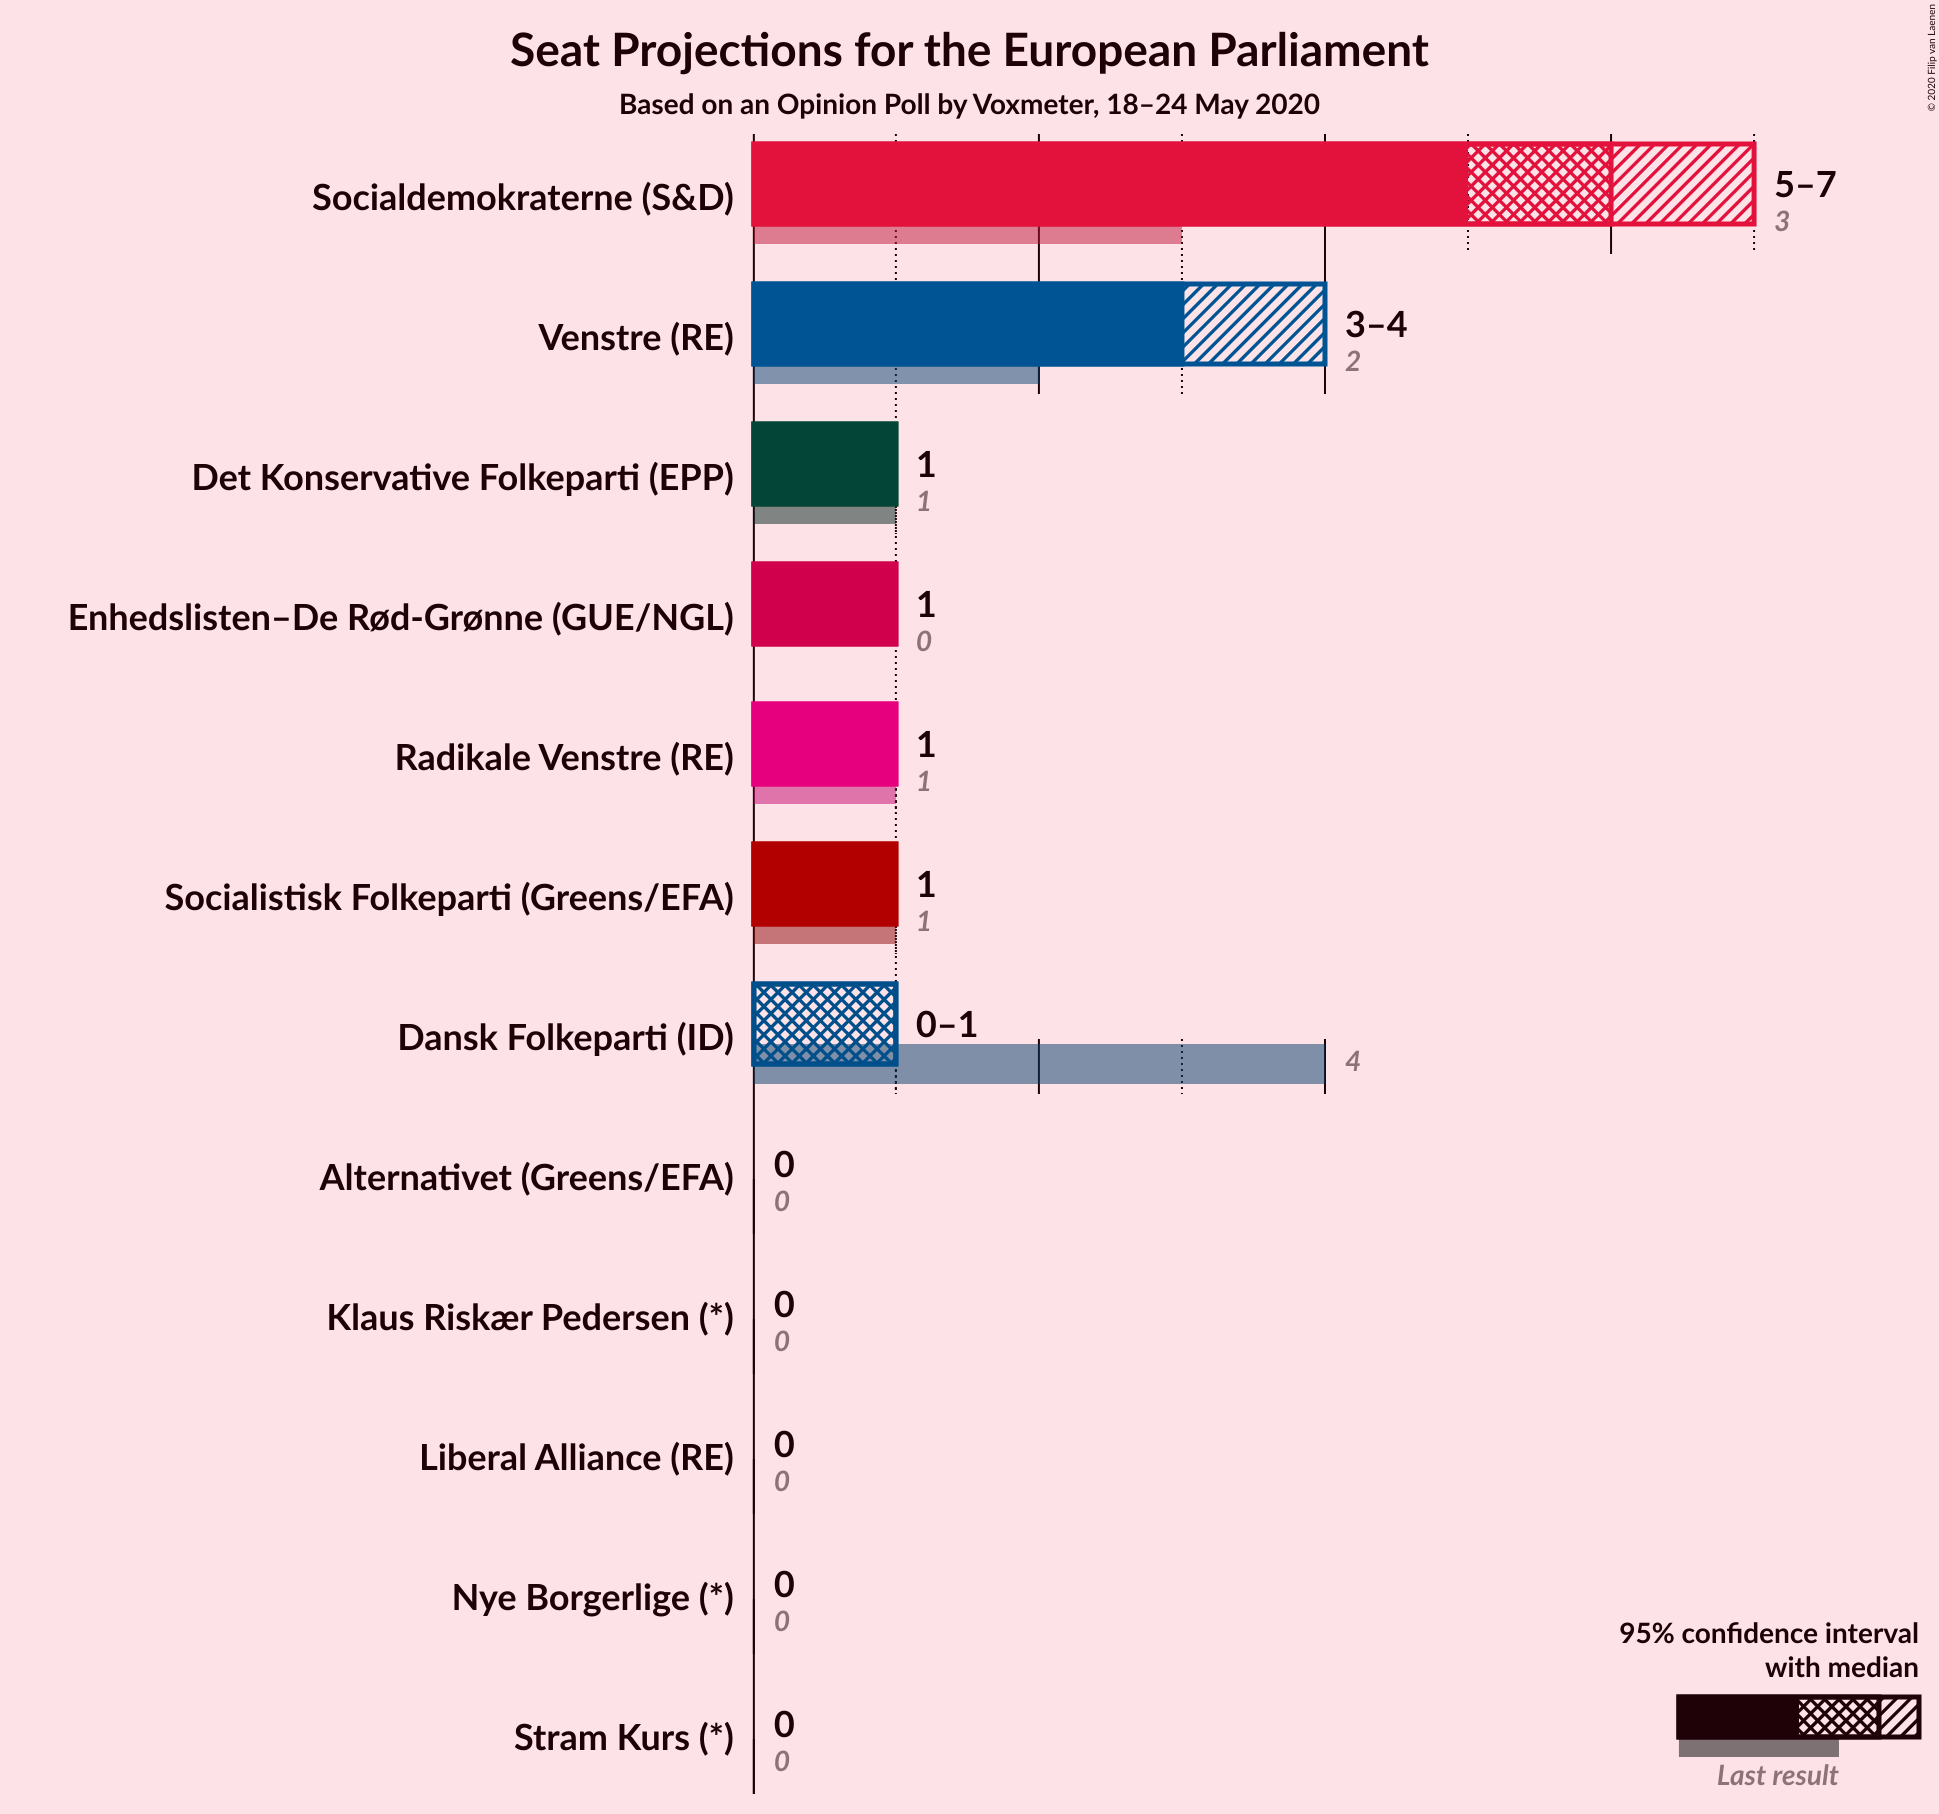 Seat Projections for the European Parliament
Based on an Opinion Poll by Voxmeter, 18–24 May 2020
© 2020 Filip van Laenen
Socialdemokraterne (S&D)
5–7
3
Venstre (RE)
3–4
2
Det Konservative Folkeparti (EPP)
1
1
Enhedslisten–De Rød-Grønne (GUE/NGL)
1
0
Radikale Venstre (RE)
1
1
Socialistisk Folkeparti (Greens/EFA)
1
1
Dansk Folkeparti (ID)
0–1
4
Alternativet (Greens/EFA)
0
0
Klaus Riskær Pedersen (*)
0
0
Liberal Alliance (RE)
0
0
Nye Borgerlige (*)
0
0
Stram Kurs (*)
0
0
95% confidence interval
with median
Last result